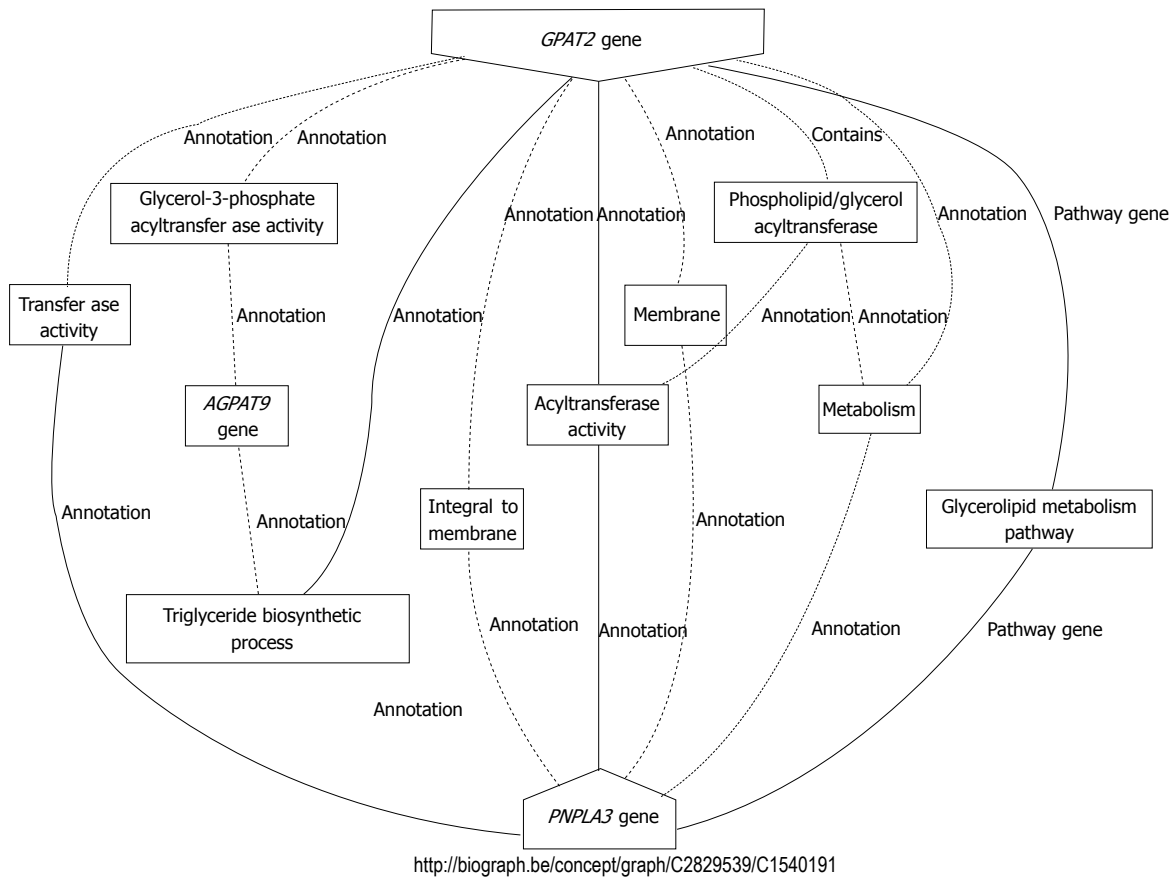 GPAT2 gene
Annotation
Annotation
Annotation
Contains
Glycerol-3-phosphate
acyltransfer ase activity
Phospholipid/glycerol
acyltransferase
Annotation
Annotation
Annotation
Pathway gene
Transfer ase
activity
Annotation
Annotation
Membrane
Annotation
Annotation
AGPAT9
gene
Acyltransferase
activity
Metabolism
Annotation
Annotation
Integral to
membrane
Annotation
Glycerolipid metabolism
pathway
Triglyceride biosynthetic
process
Annotation
Annotation
Annotation
Pathway gene
Annotation
PNPLA3 gene
http://biograph.be/concept/graph/C2829539/C1540191